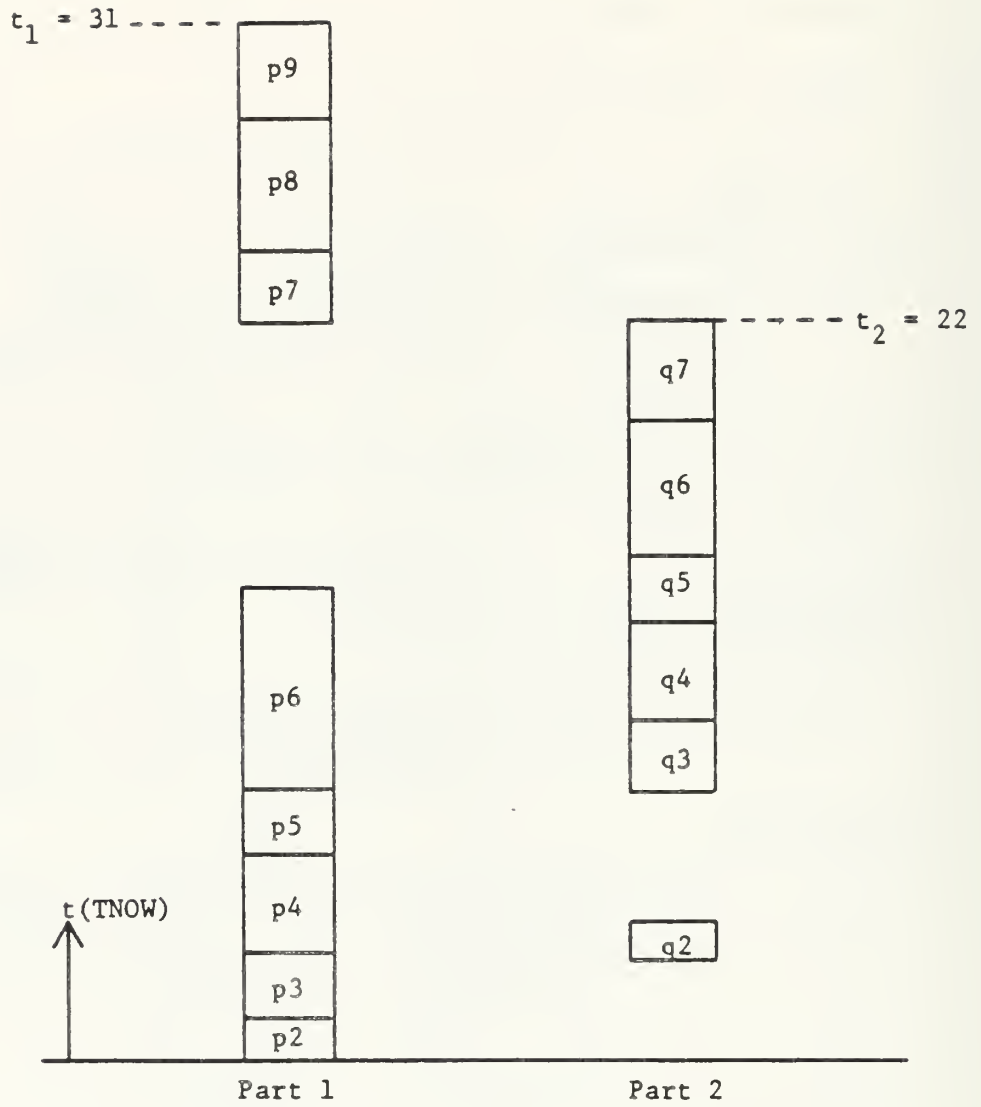 t₁ = 31
p9
p8
p7
t₂ = 22
q7
q6
q5
q4
q3
q2
p6
p5
p4
p3
p2
t(TNOW)
Part 1
Part 2